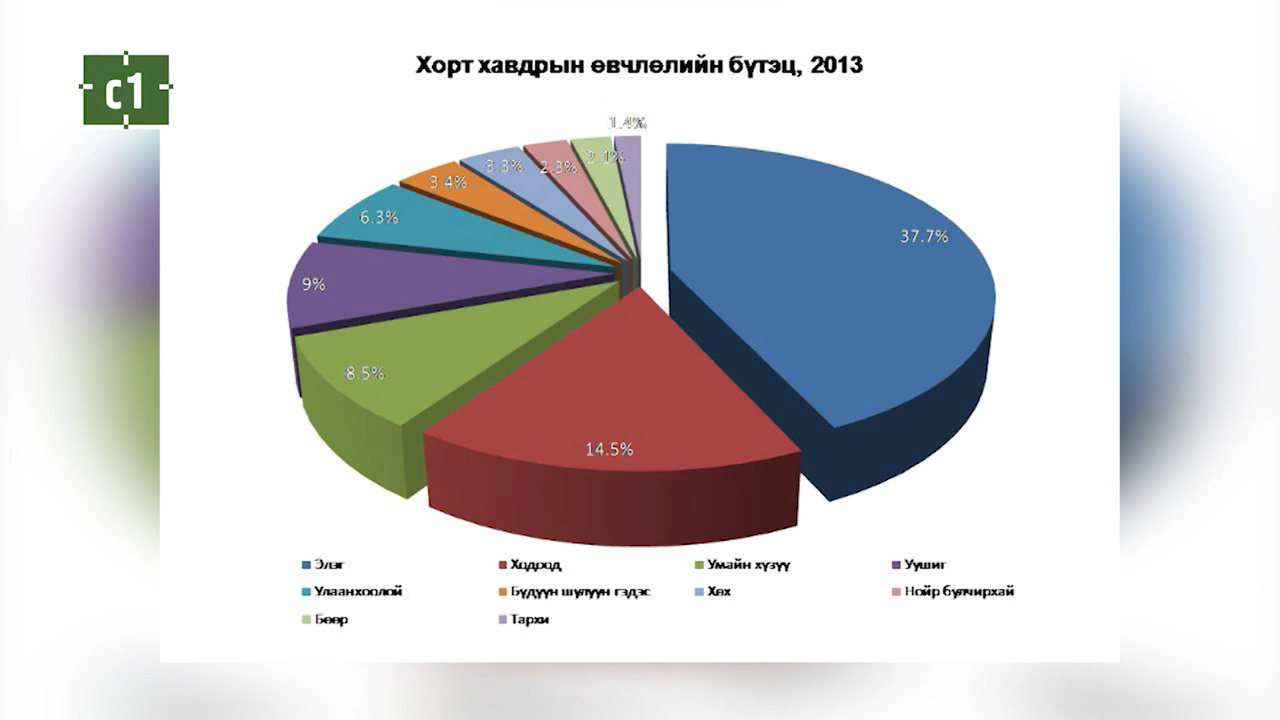 c1
Хорт хавдрын өвчлөлийн бүтэц, 2013
1.4%
3.3% 2.3% 2.1%
3.4%
6.3%
37.7%
9%
8.5%
14.5%
Элэг Ходоод Умайн хүзүү Уушиг
Улаанхоолой Бүдүүн шулуун гэдэс Хөх Нойр булчирхай
Бөөр Тархи